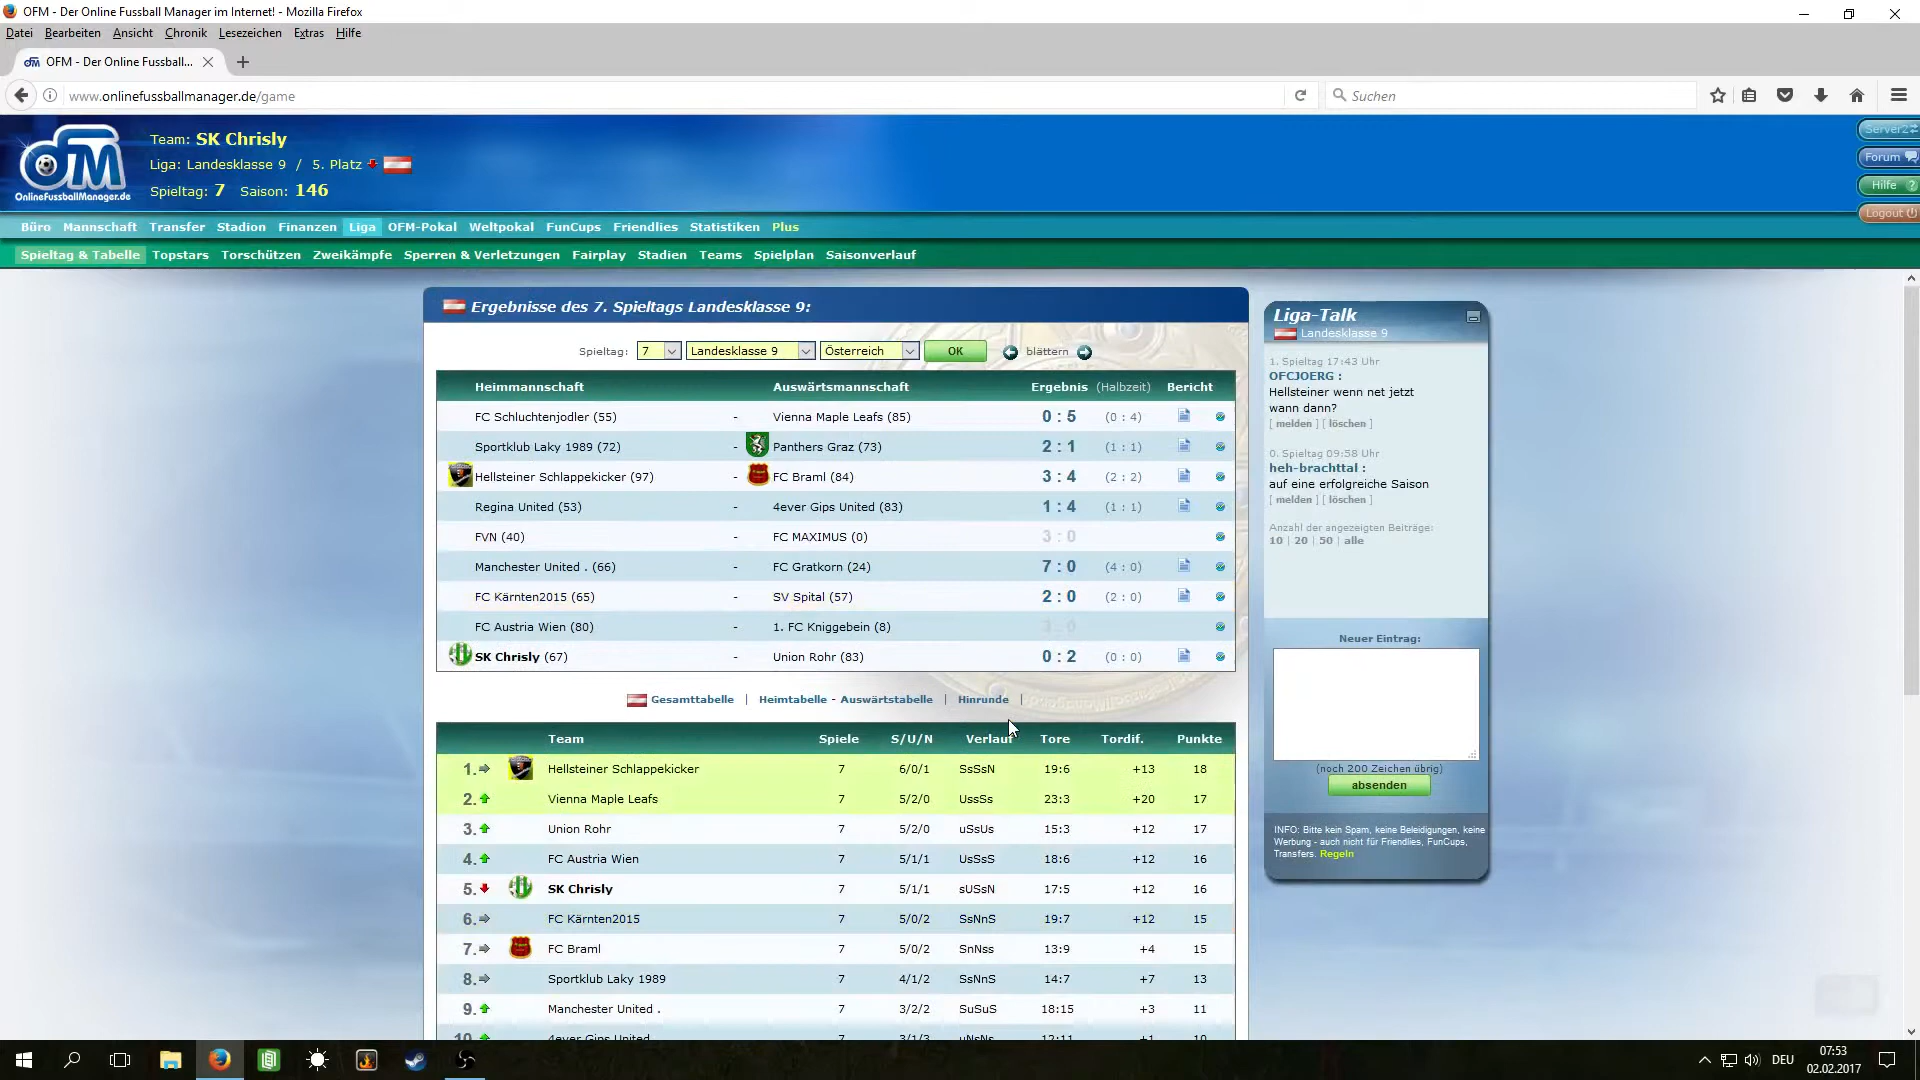 OFM - Der Online Fussball Manager im Internet! - Mozilla Firefox
Datei Bearbeiten Ansicht Chronik Lesezeichen Extras Hilfe
OFM - Der Online Fussball...
www.onlinefussballmanager.de/game
Suchen
OFM
OnlineFussballManager.de
Team: SK Chrisly
Liga: Landesklasse 9 / 5. Platz
Spieltag: 7 Saison: 146
Server2
Forum
Hilfe ?
Logout
Büro Mannschaft Transfer Stadion Finanzen Liga OFM-Pokal Weltpokal FunCups Friendlies Statistiken Plus
Spieltag & Tabelle Topstars Torschützen Zweikämpfe Sperren & Verletzungen Fairplay Stadien Teams Spielplan Saisonverlauf
Ergebnisse des 7. Spieltags Landesklasse 9:
Spieltag: 7 Landesklasse 9 Österreich OK blättern
Heimmannschaft Auswärtsmannschaft Ergebnis (Halbzeit) Bericht
FC Schluchtenjodler (55) - Vienna Maple Leafs (85) 0 : 5 (0 : 4)
Sportklub Laky 1989 (72) - Panthers Graz (73) 2 : 1 (1 : 1)
Hellsteiner Schlappekicker (97) - FC Braml (84) 3 : 4 (2 : 2)
Regina United (53) - 4ever Gips United (83) 1 : 4 (1 : 1)
FVN (40) - FC MAXIMUS (0) 3 : 0
Manchester United . (66) - FC Gratkorn (24) 7 : 0 (4 : 0)
FC Kärnten2015 (65) - SV Spital (57) 2 : 0 (2 : 0)
FC Austria Wien (80) - 1. FC Kniggebein (8) 3 : 0
SK Chrisly (67) - Union Rohr (83) 0 : 2 (0 : 0)
Gesamttabelle | Heimtabelle - Auswärtstabelle | Hinrunde |
Team Spiele S/U/N Verlauf Tore Tordif. Punkte
1. Hellsteiner Schlappekicker 7 6/0/1 SsSsN 19:6 +13 18
2. Vienna Maple Leafs 7 5/2/0 UssSs 23:3 +20 17
3. Union Rohr 7 5/2/0 uSsUs 15:3 +12 17
4. FC Austria Wien 7 5/1/1 UsSsS 18:6 +12 16
5. SK Chrisly 7 5/1/1 sUSsN 17:5 +12 16
6. FC Kärnten2015 7 5/0/2 SsNnS 19:7 +12 15
7. FC Braml 7 5/0/2 SnNss 13:9 +4 15
8. Sportklub Laky 1989 7 4/1/2 SsNnS 14:7 +7 13
9. Manchester United . 7 3/2/2 SuSuS 18:15 +3 11
10. 4ever Gips United 7 3/1/3 uNsNs 12:11 +1 10
Liga-Talk
Landesklasse 9
1. Spieltag 17:43 Uhr
OFCJOERG :
Hellsteiner wenn net jetzt
wann dann?
[ melden ] [ löschen ]
0. Spieltag 09:58 Uhr
heh-brachttal :
auf eine erfolgreiche Saison
[ melden ] [ löschen ]
Anzahl der angezeigten Beiträge:
10 | 20 | 50 | alle
Neuer Eintrag:
(noch 200 Zeichen übrig)
absenden
INFO: Bitte kein Spam, keine Beleidigungen, keine
Werbung - auch nicht für Friendlies, FunCups,
Transfers. Regeln
DEU
07:53
02.02.2017